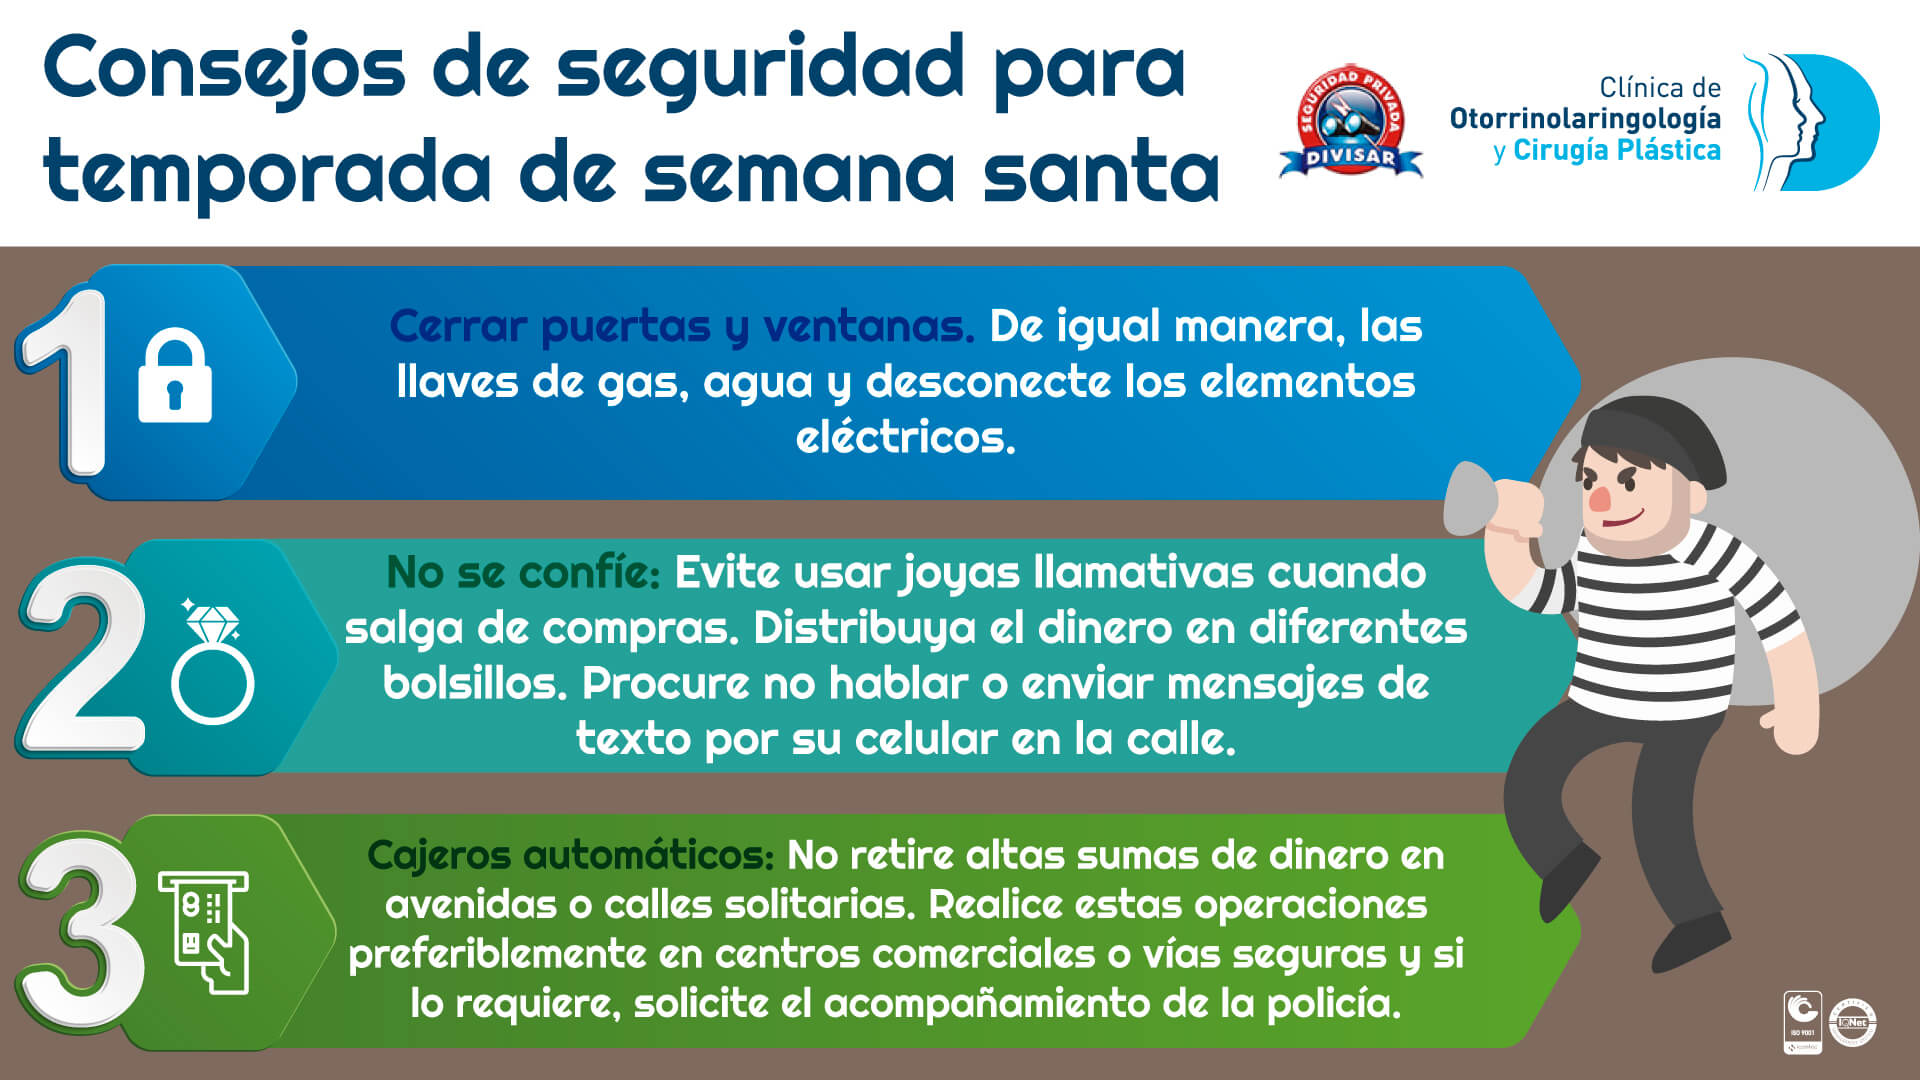 Consejos de seguridad para
temporada de semana santa
SEGURIDAD PRIVADA
DIVISAR
Clínica de
Otorrinolaringología
y Cirugía Plástica
1
Cerrar puertas y ventanas. De igual manera, las
llaves de gas, agua y desconecte los elementos
eléctricos.
2
No se confíe: Evite usar joyas llamativas cuando
salga de compras. Distribuya el dinero en diferentes
bolsillos. Procure no hablar o enviar mensajes de
texto por su celular en la calle.
3
Cajeros automáticos: No retire altas sumas de dinero en
avenidas o calles solitarias. Realice estas operaciones
preferiblemente en centros comerciales o vías seguras y si
lo requiere, solicite el acompañamiento de la policía.
ISO 9001
icontec
IQNet